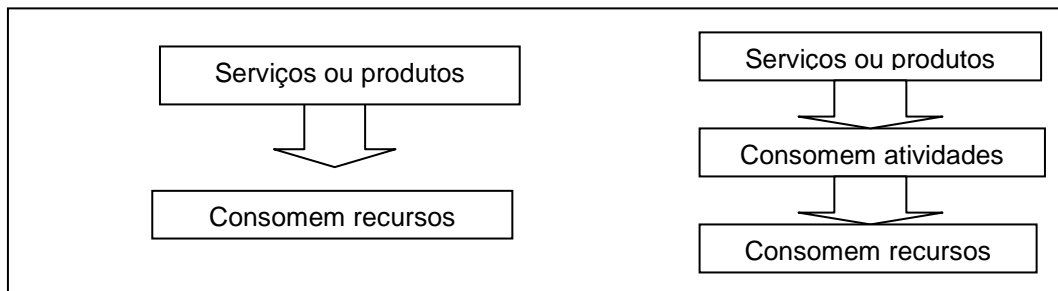 Serviços ou produtos
Consomem recursos
Serviços ou produtos
Consomem atividades
Consomem recursos